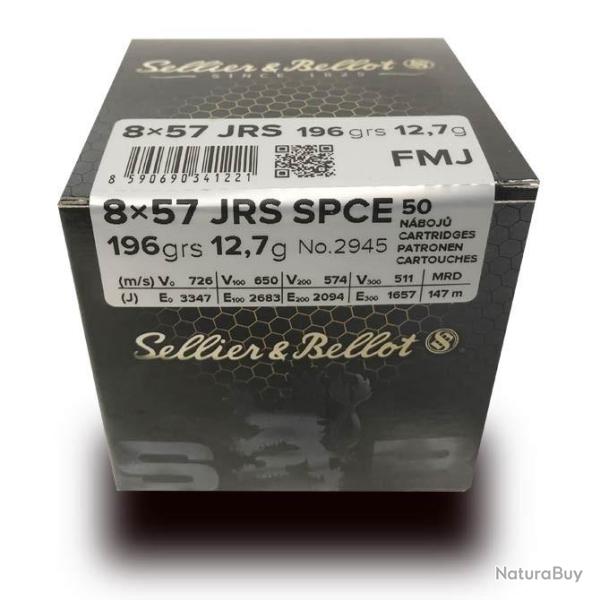 Sellier & Bellot
SINCE 1825
8×57 JRS 196 grs 12,7g
FMJ
8 590690 341221
8×57 JRS SPCE 50
NÁBOJŮ
CARTRIDGES
PATRONEN
CARTOUCHES
196grs 12,7g No.2945
(m/s) V₀ 726 V₁₀₀ 650 V₂₀₀ 574 V₃₀₀ 511 MRD
(J) E₀ 3347 E₁₀₀ 2683 E₂₀₀ 2094 E₃₀₀ 1657 147 m
Sellier & Bellot
S&B
NaturaBuy